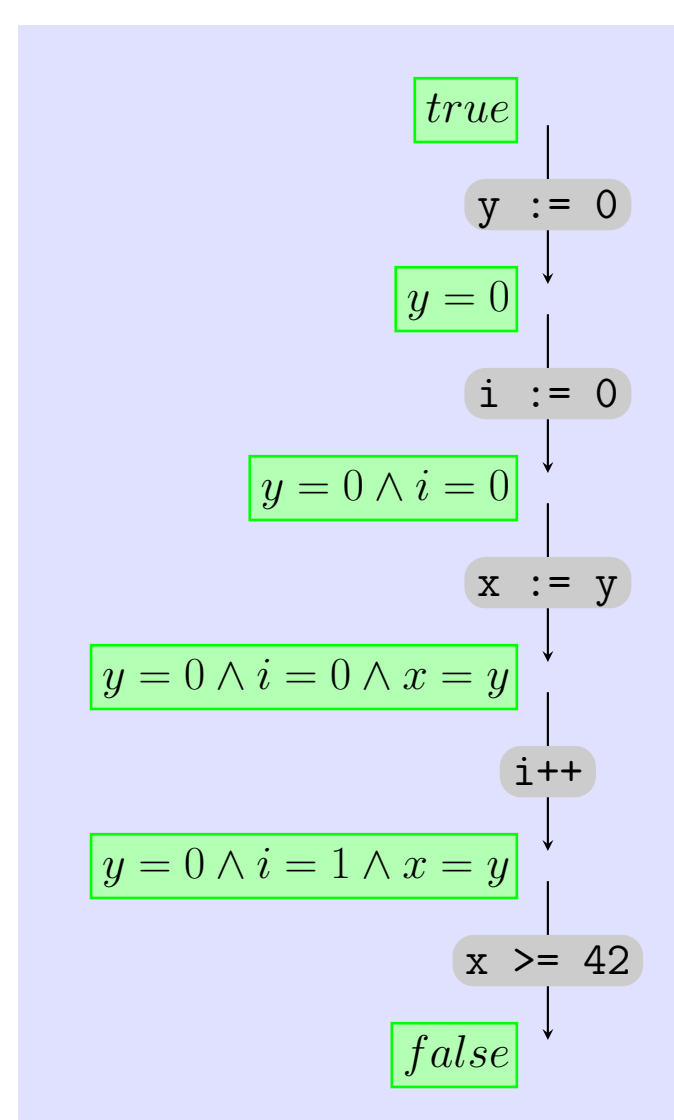 true
y := 0
y = 0
i := 0
y = 0 ∧ i = 0
x := y
y = 0 ∧ i = 0 ∧ x = y
i++
y = 0 ∧ i = 1 ∧ x = y
x >= 42
false